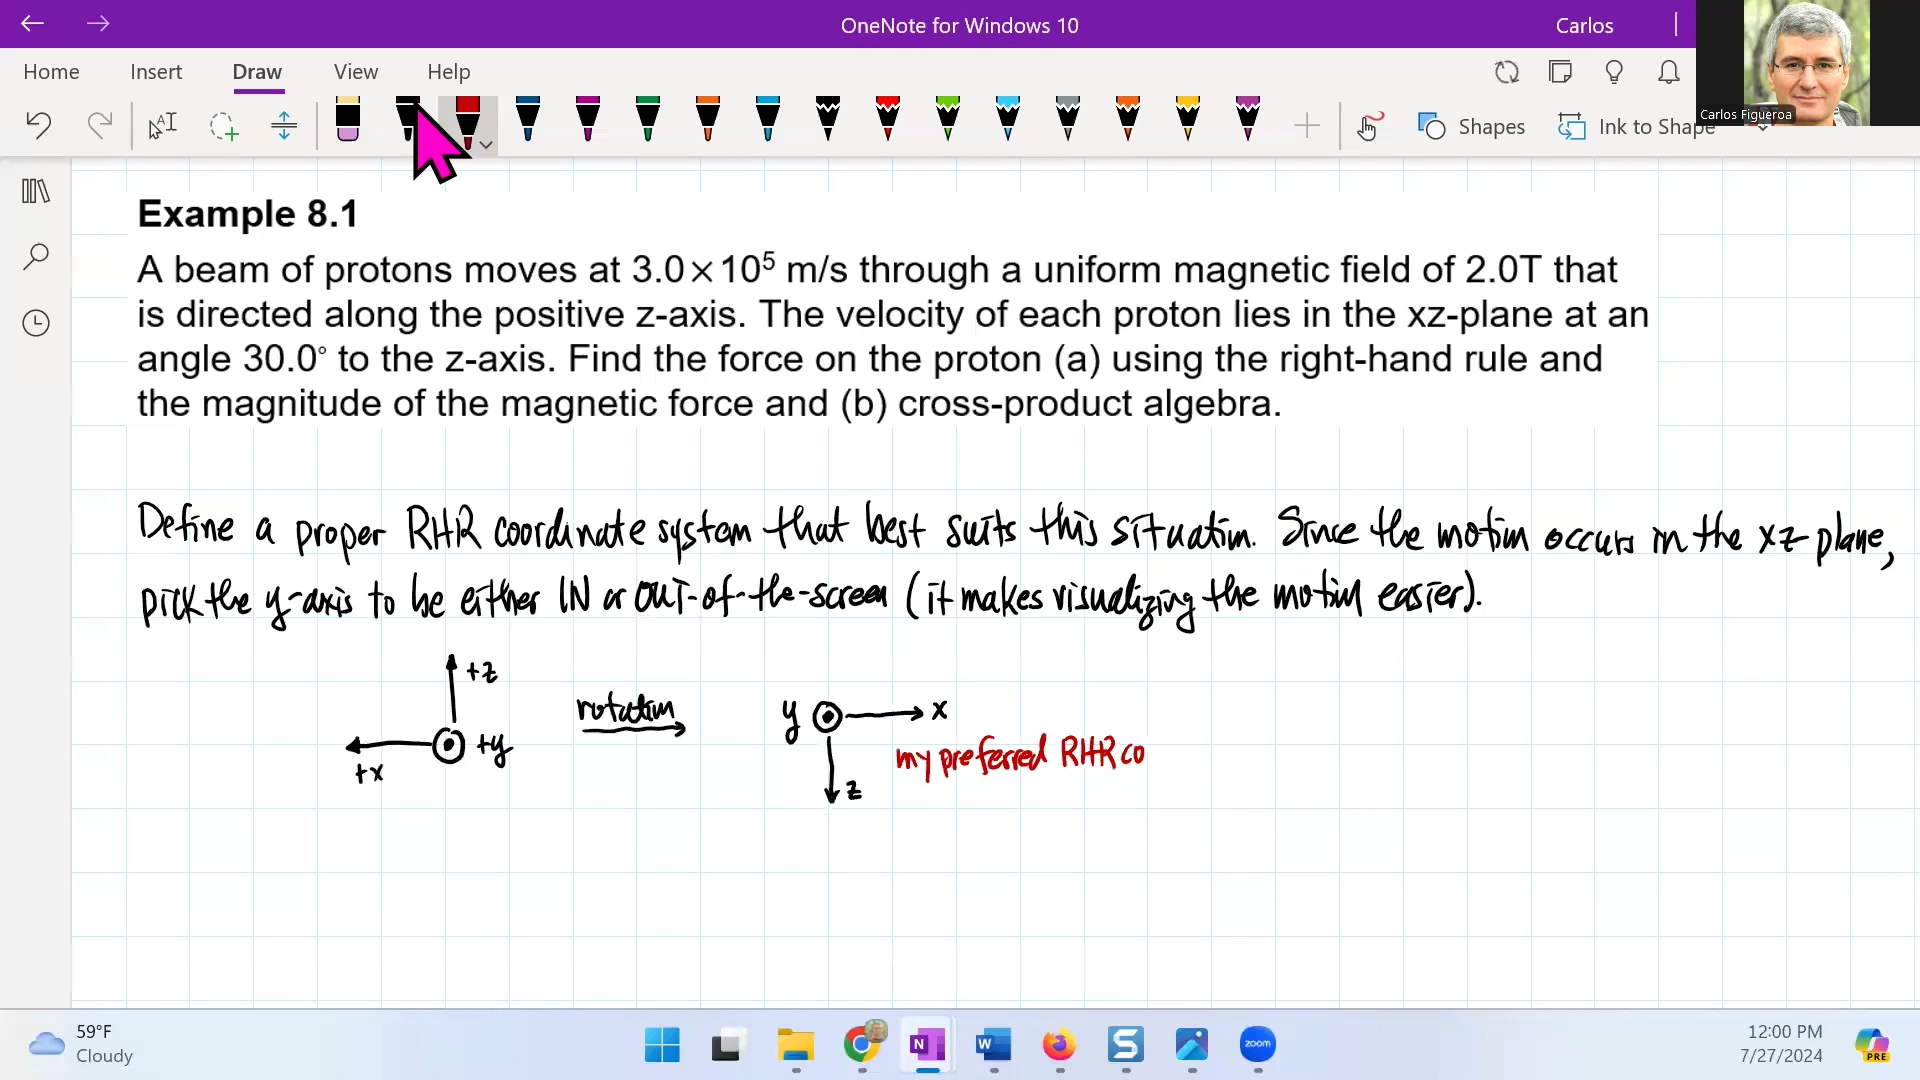 OneNote for Windows 10
Carlos
Home Insert Draw View Help
Shapes
Ink to Shape
Carlos Figueroa
Example 8.1
A beam of protons moves at 3.0×10⁵ m/s through a uniform magnetic field of 2.0T that
is directed along the positive z-axis. The velocity of each proton lies in the xz-plane at an
angle 30.0° to the z-axis. Find the force on the proton (a) using the right-hand rule and
the magnitude of the magnetic force and (b) cross-product algebra.
Define a proper RHR coordinate system that best suits this situation. Since the motion occurs in the xz-plane,
pick the y-axis to be either IN or OUT-of-the-screen (it makes visualizing the motion easier).
+z
+y
+x
rotation
y
x
z
my preferred RHR co
59°F
Cloudy
zoom
12:00 PM
7/27/2024
PRE